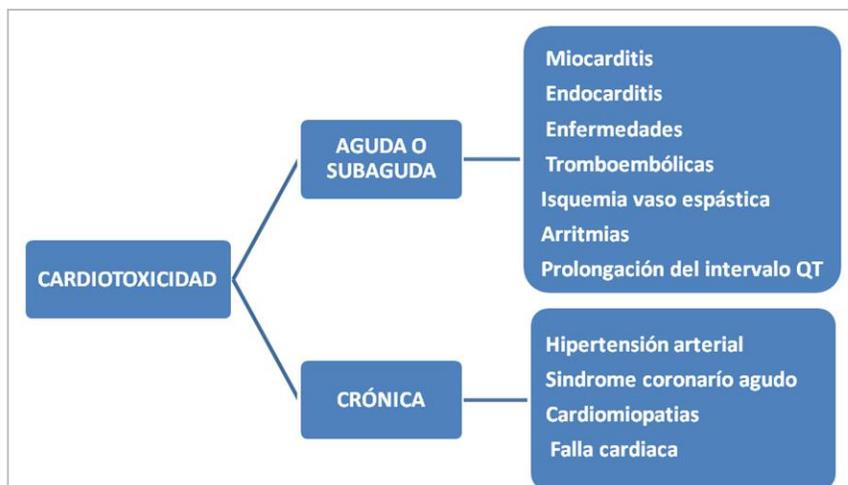 CARDIOTOXICIDAD
AGUDA O
SUBAGUDA
Miocarditis
Endocarditis
Enfermedades
Tromboembólicas
Isquemia vaso espástica
Arritmias
Prolongación del intervalo QT
CRÓNICA
Hipertensión arterial
Sindrome coronarío agudo
Cardiomiopatias
Falla cardiaca